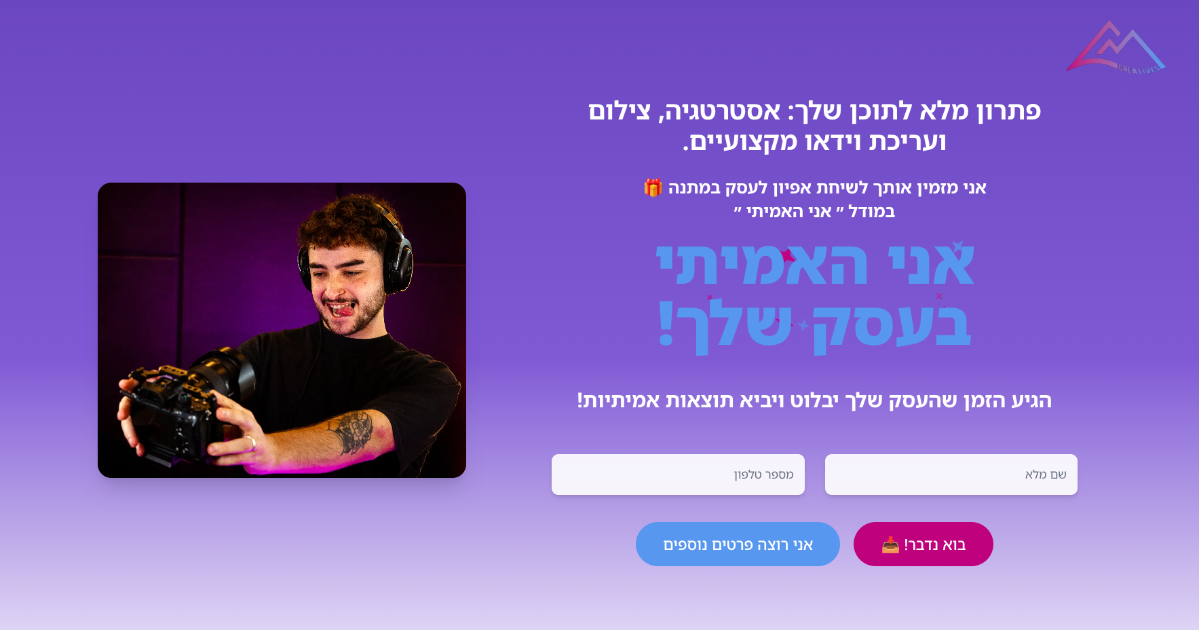 פתרון מלא לתוכן שלך: אסטרטגיה, צילום
ועריכת וידאו מקצועיים.
אני מזמין אותך לשיחת אפיון לעסק במתנה 🎁
במודל ״ אני האמיתי ״
אני האמיתי
בעסק שלך!
הגיע הזמן שהעסק שלך יבלוט ויביא תוצאות אמיתיות!
שם מלא
מספר טלפון
בוא נדבר! 📥
אני רוצה פרטים נוספים